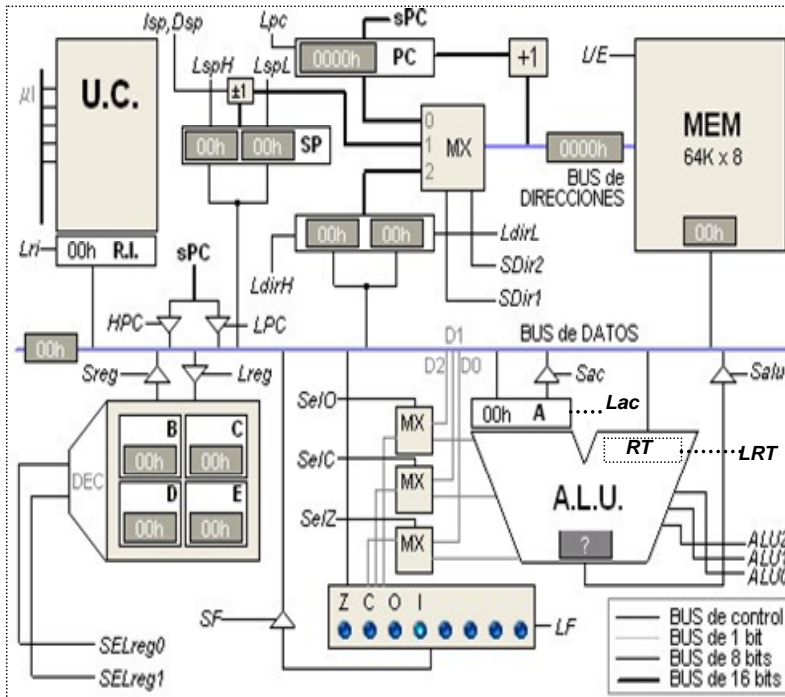 Isp,Dsp
Lpc
sPC
LspH
LspL
0000h
PC
+1
L/E
μI
U.C.
±1
00h
00h
SP
0
1
2
MX
0000h
BUS de
DIRECCIONES
MEM
64K x 8
00h
Lri
00h
R.I.
sPC
00h
00h
LdirL
LdirH
SDir2
SDir1
HPC
LPC
00h
BUS de DATOS
D1
D2
D0
Sreg
Lreg
Sac
Salu
SelO
MX
00h
A
Lac
RT
LRT
DEC
B
C
00h
00h
D
E
00h
00h
SelC
MX
SelZ
MX
A.L.U.
?
ALU2
ALU1
ALU0
Z C O I
SF
LF
SELreg0
SELreg1
BUS de control
BUS de 1 bit
BUS de 8 bits
BUS de 16 bits